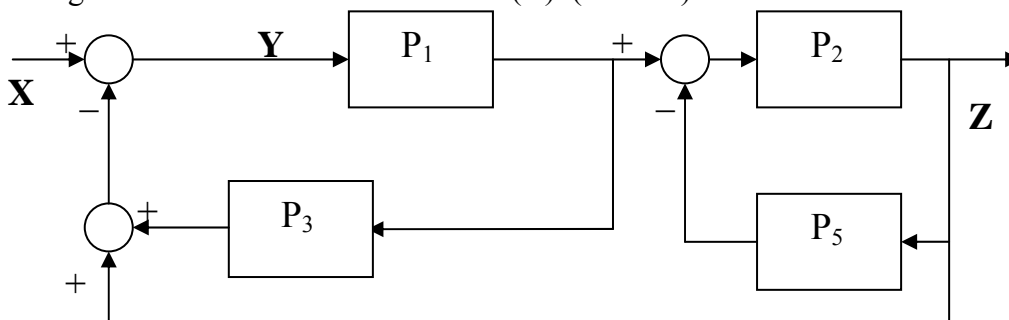 + Y P₁ + P₂
X − − Z
+ P₃ P₅
+